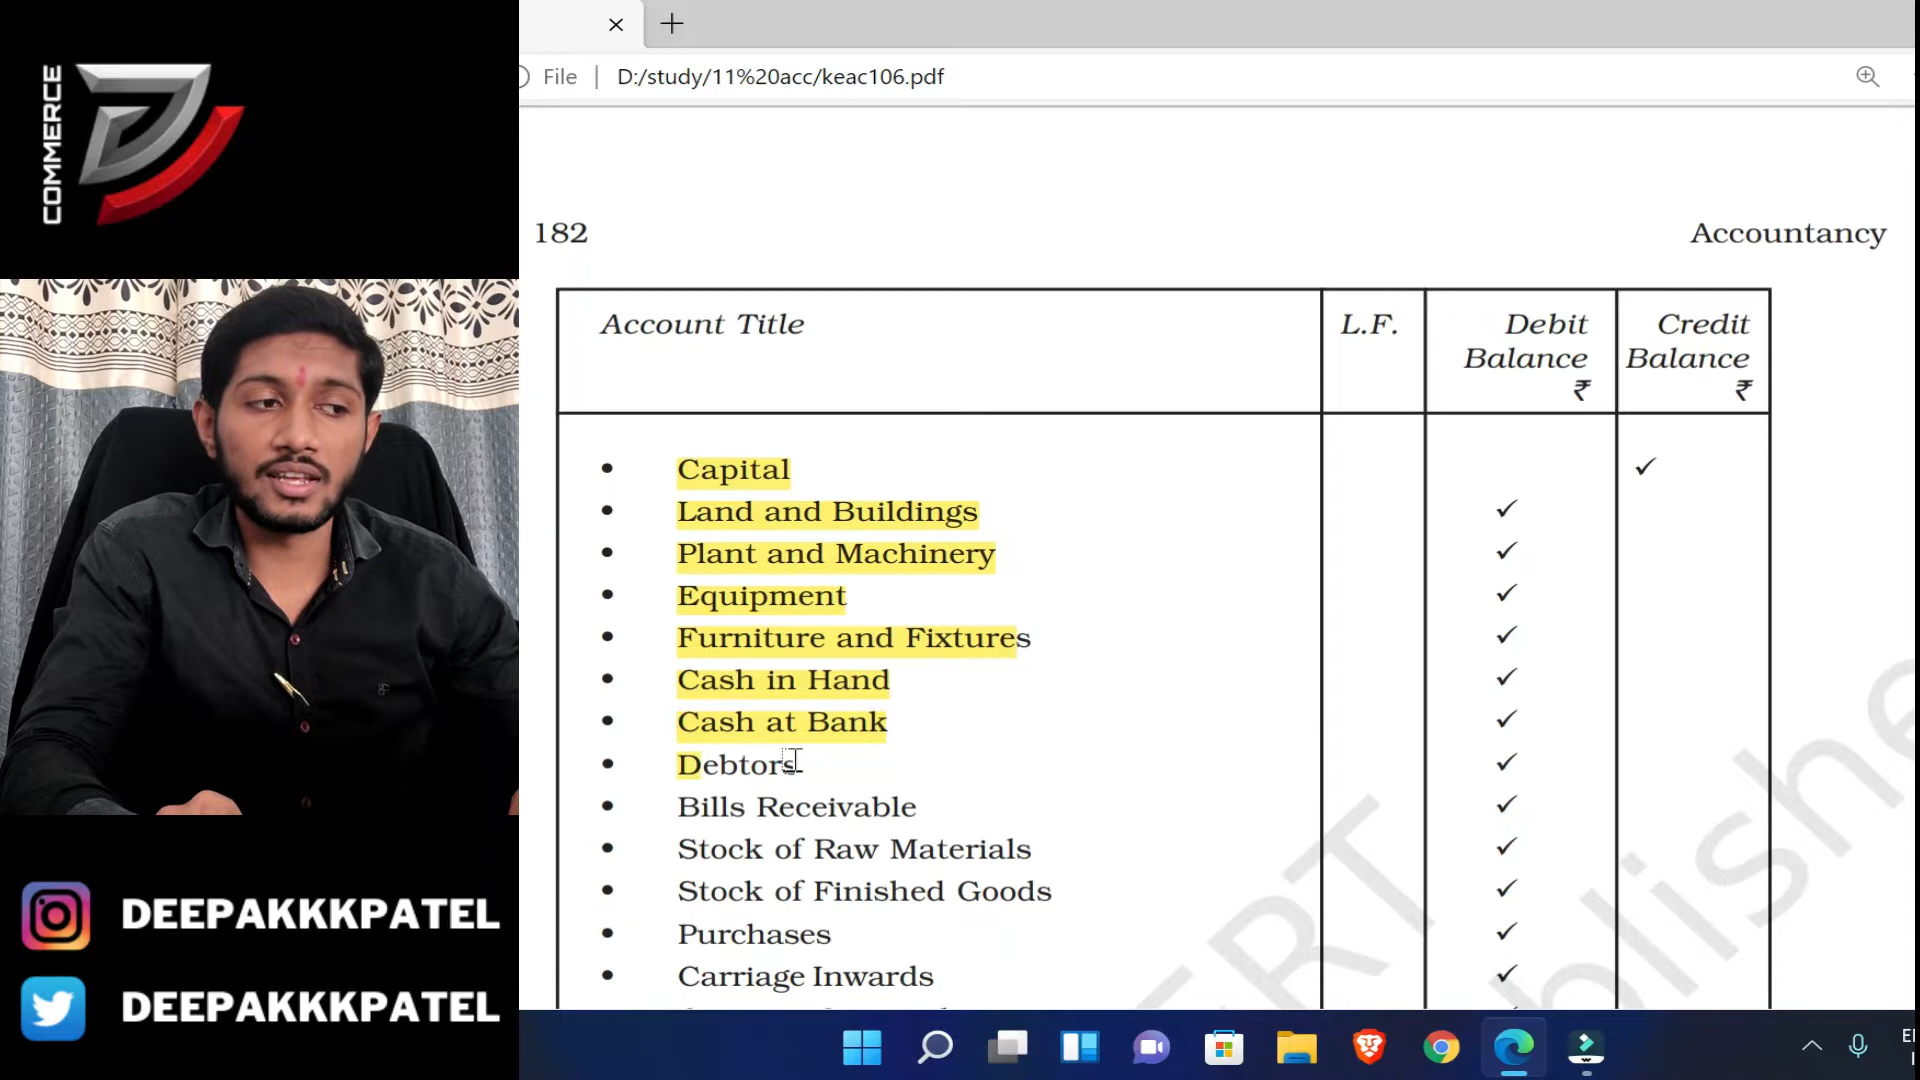 COMMERCE
DEEPAKKKPATEL
DEEPAKKKPATEL
File | D:/study/11%20acc/keac106.pdf
182 Accountancy
Account Title L.F. Debit Balance ₹ Credit Balance ₹
• Capital ✓
• Land and Buildings ✓
• Plant and Machinery ✓
• Equipment ✓
• Furniture and Fixtures ✓
• Cash in Hand ✓
• Cash at Bank ✓
• Debtors ✓
• Bills Receivable ✓
• Stock of Raw Materials ✓
• Stock of Finished Goods ✓
• Purchases ✓
• Carriage Inwards ✓